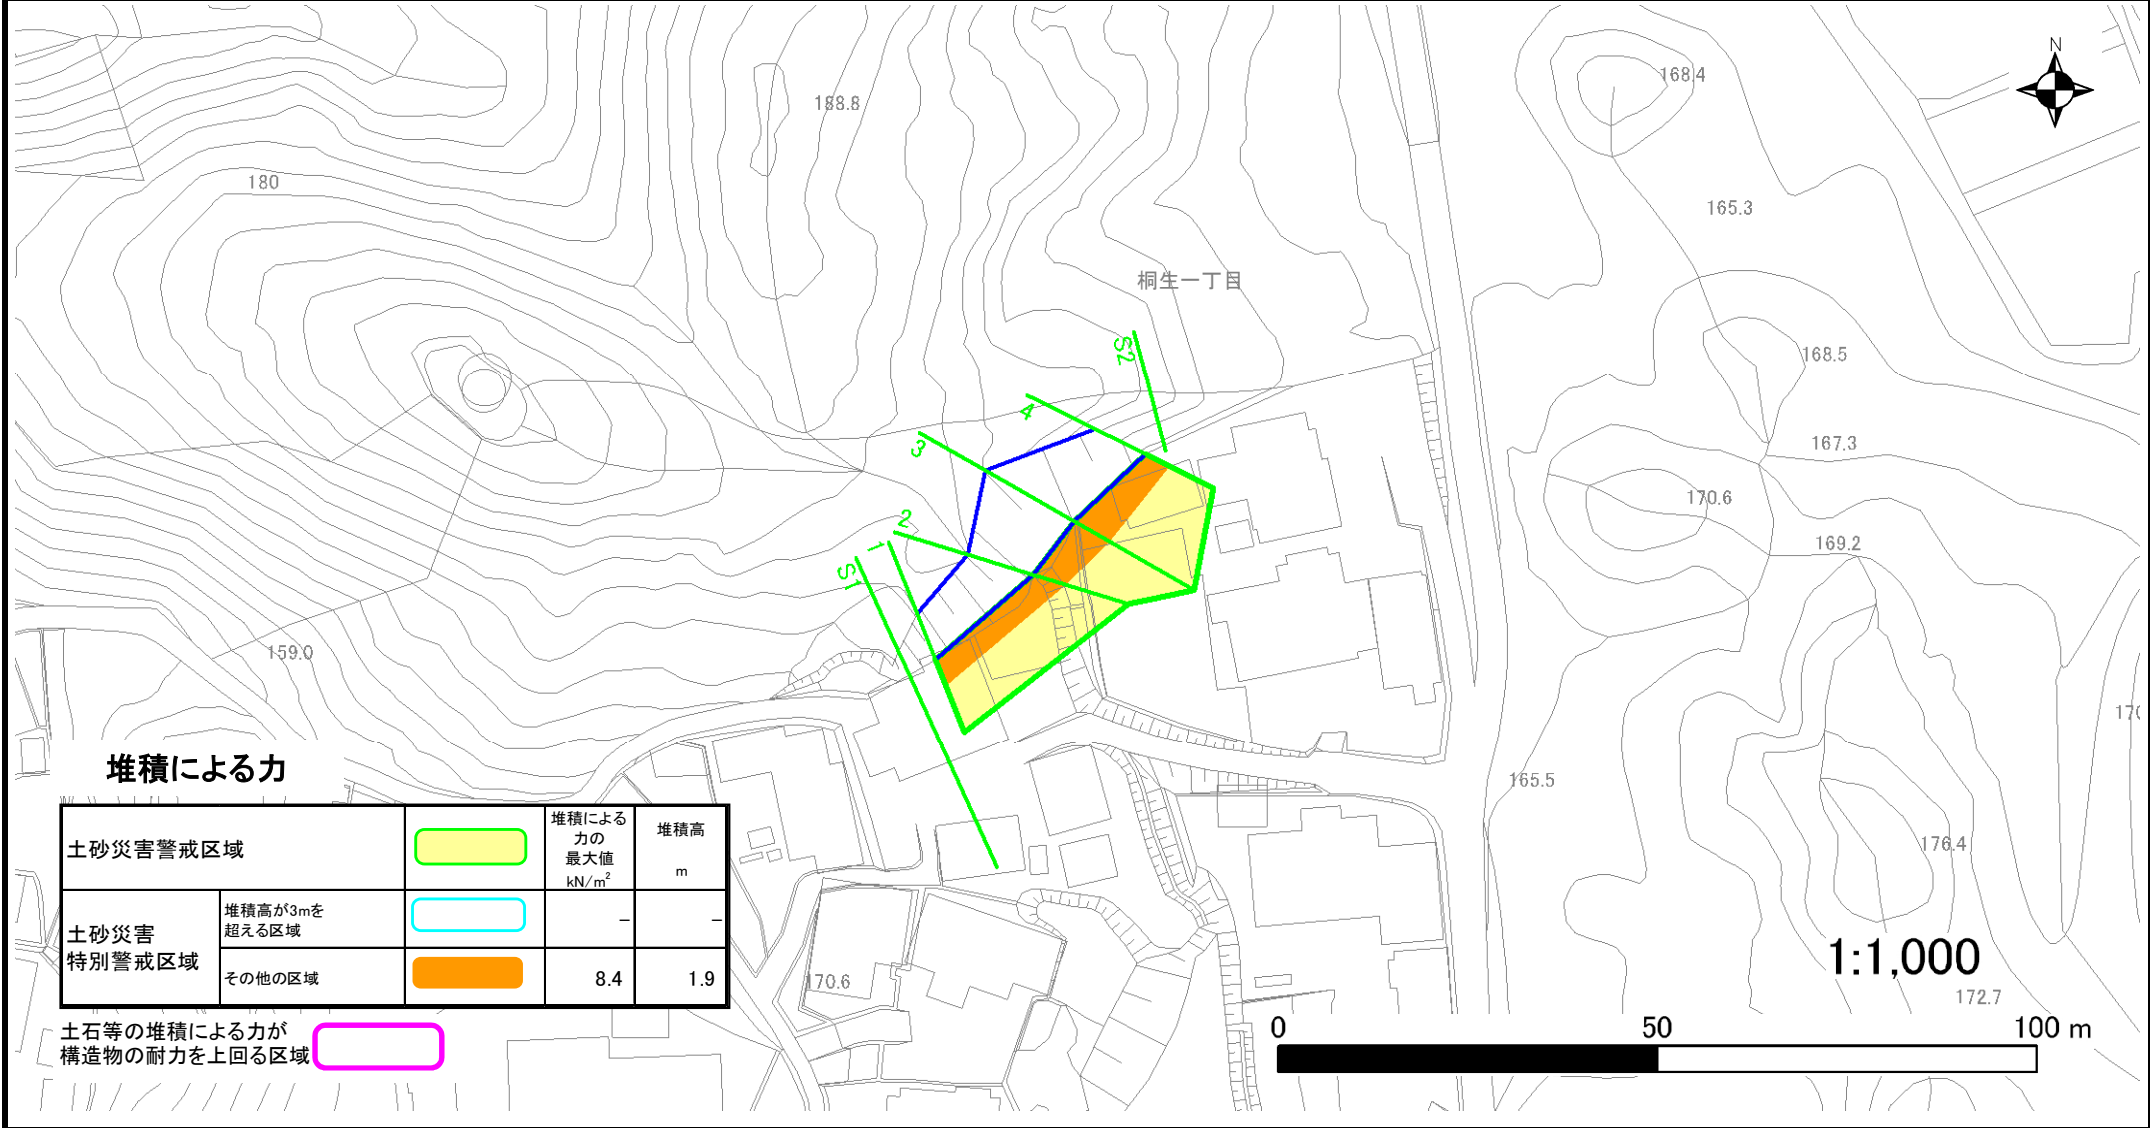 N
168.4
188.8
180
165.3
桐生一丁目
S2
168.5
4
3
167.3
170.6
2
1
169.2
S1
159.0
170
165.5
堆積による力
土砂災害警戒区域
堆積による
力の
最大値
kN/m²
堆積高
m
土砂災害
特別警戒区域
堆積高が3mを
超える区域
-
-
その他の区域
8.4
1.9
176.4
170.6
1:1,000
172.7
土石等の堆積による力が
構造物の耐力を上回る区域
0
50
100 m